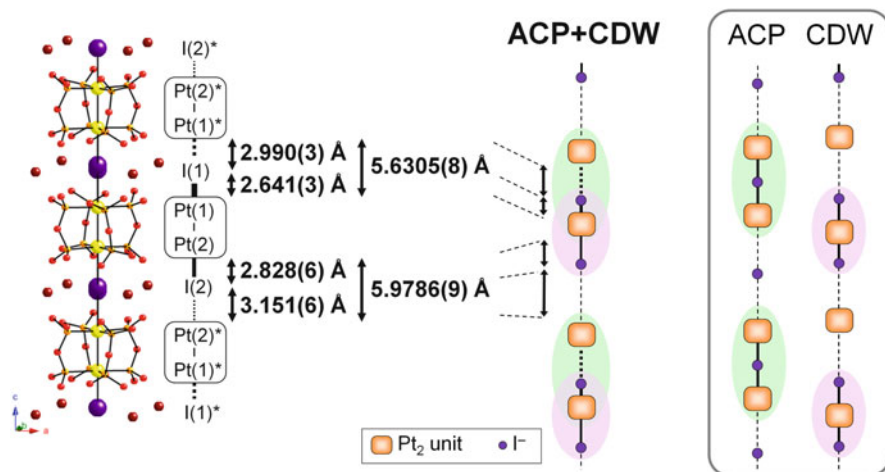 I(2)*
Pt(2)*
Pt(1)*
I(1)
Pt(1)
Pt(2)
I(2)
Pt(2)*
Pt(1)*
I(1)*
2.990(3) Å
2.641(3) Å
5.6305(8) Å
2.828(6) Å
3.151(6) Å
5.9786(9) Å
c
b
a
ACP+CDW
ACP CDW
Pt₂ unit I⁻